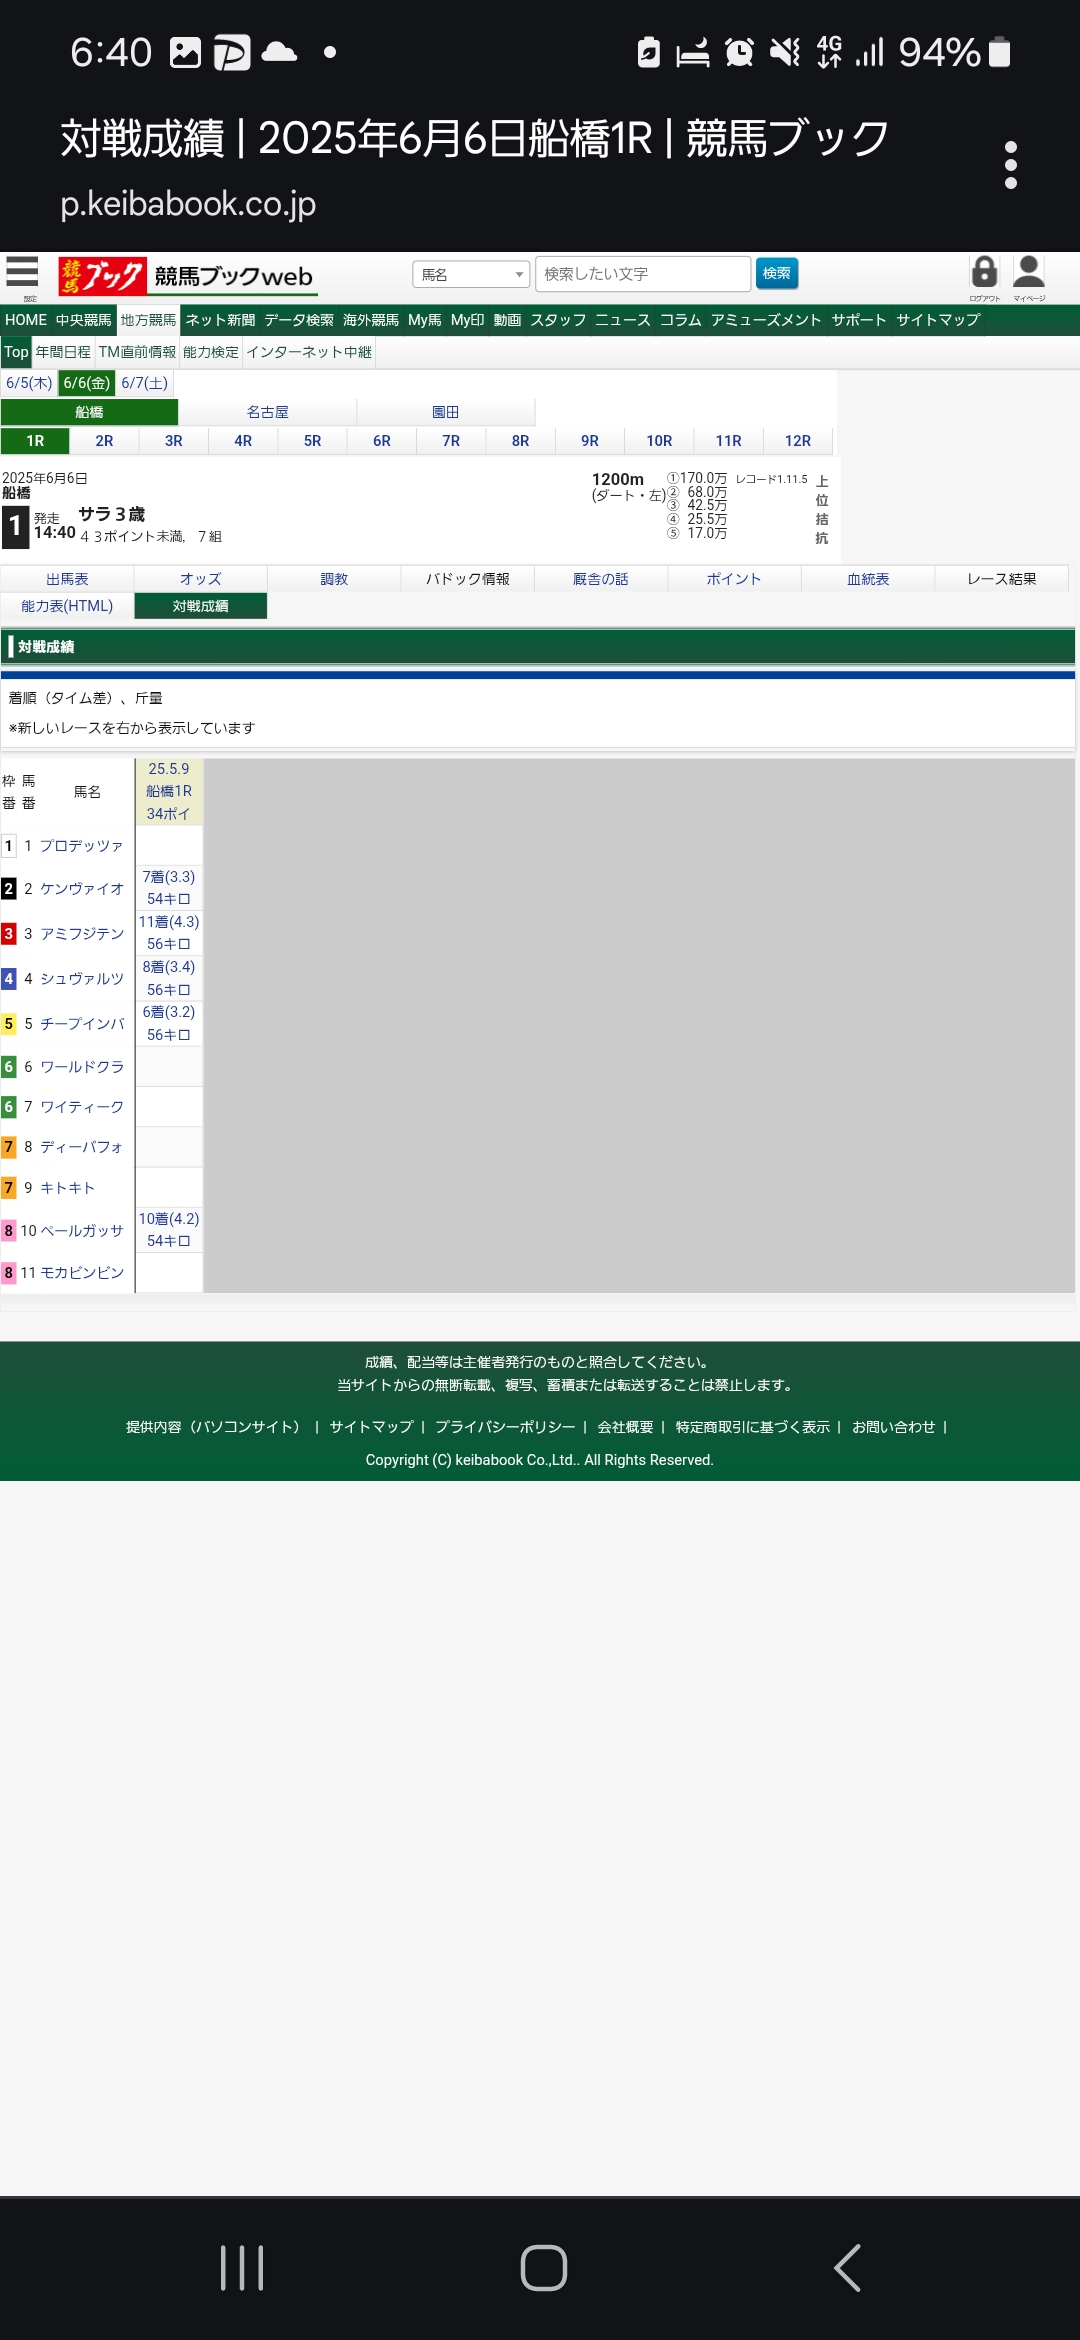 6:40 4G 94%
対戦成績 | 2025年6月6日船橋1R | 競馬ブック
p.keibabook.co.jp
設定 競馬ブック 競馬ブックweb 馬名 検索したい文字 検索 ログアウト マイページ
HOME 中央競馬 地方競馬 ネット新聞 データ検索 海外競馬 My馬 My印 動画 スタッフ ニュース コラム アミューズメント サポート サイトマップ
Top 年間日程 TM直前情報 能力検定 インターネット中継
6/5(木) 6/6(金) 6/7(土)
船橋 名古屋 園田
1R 2R 3R 4R 5R 6R 7R 8R 9R 10R 11R 12R
2025年6月6日
船橋
1 発走 14:40 サラ３歳
４３ポイント未満, ７組
1200m
(ダート・左)
①170.0万
② 68.0万
③ 42.5万
④ 25.5万
⑤ 17.0万
レコード1.11.5
上位拮抗
出馬表 オッズ 調教 パドック情報 厩舎の話 ポイント 血統表 レース結果
能力表(HTML) 対戦成績
対戦成績
着順（タイム差）、斤量
※新しいレースを右から表示しています
枠番 馬番 馬名 25.5.9 船橋1R 34ポイ
1 1 プロデッツァ
2 2 ケンヴァイオ 7着(3.3) 54キロ
3 3 アミフジテン 11着(4.3) 56キロ
4 4 シュヴァルツ 8着(3.4) 56キロ
5 5 チープインパ 6着(3.2) 56キロ
6 6 ワールドクラ
6 7 ワイティーク
7 8 ディーパフォ
7 9 キトキト
8 10 ペールガッサ 10着(4.2) 54キロ
8 11 モカビンビン
成績、配当等は主催者発行のものと照合してください。
当サイトからの無断転載、複写、蓄積または転送することは禁止します。
提供内容（パソコンサイト） | サイトマップ | プライバシーポリシー | 会社概要 | 特定商取引に基づく表示 | お問い合わせ |
Copyright (C) keibabook Co.,Ltd.. All Rights Reserved.